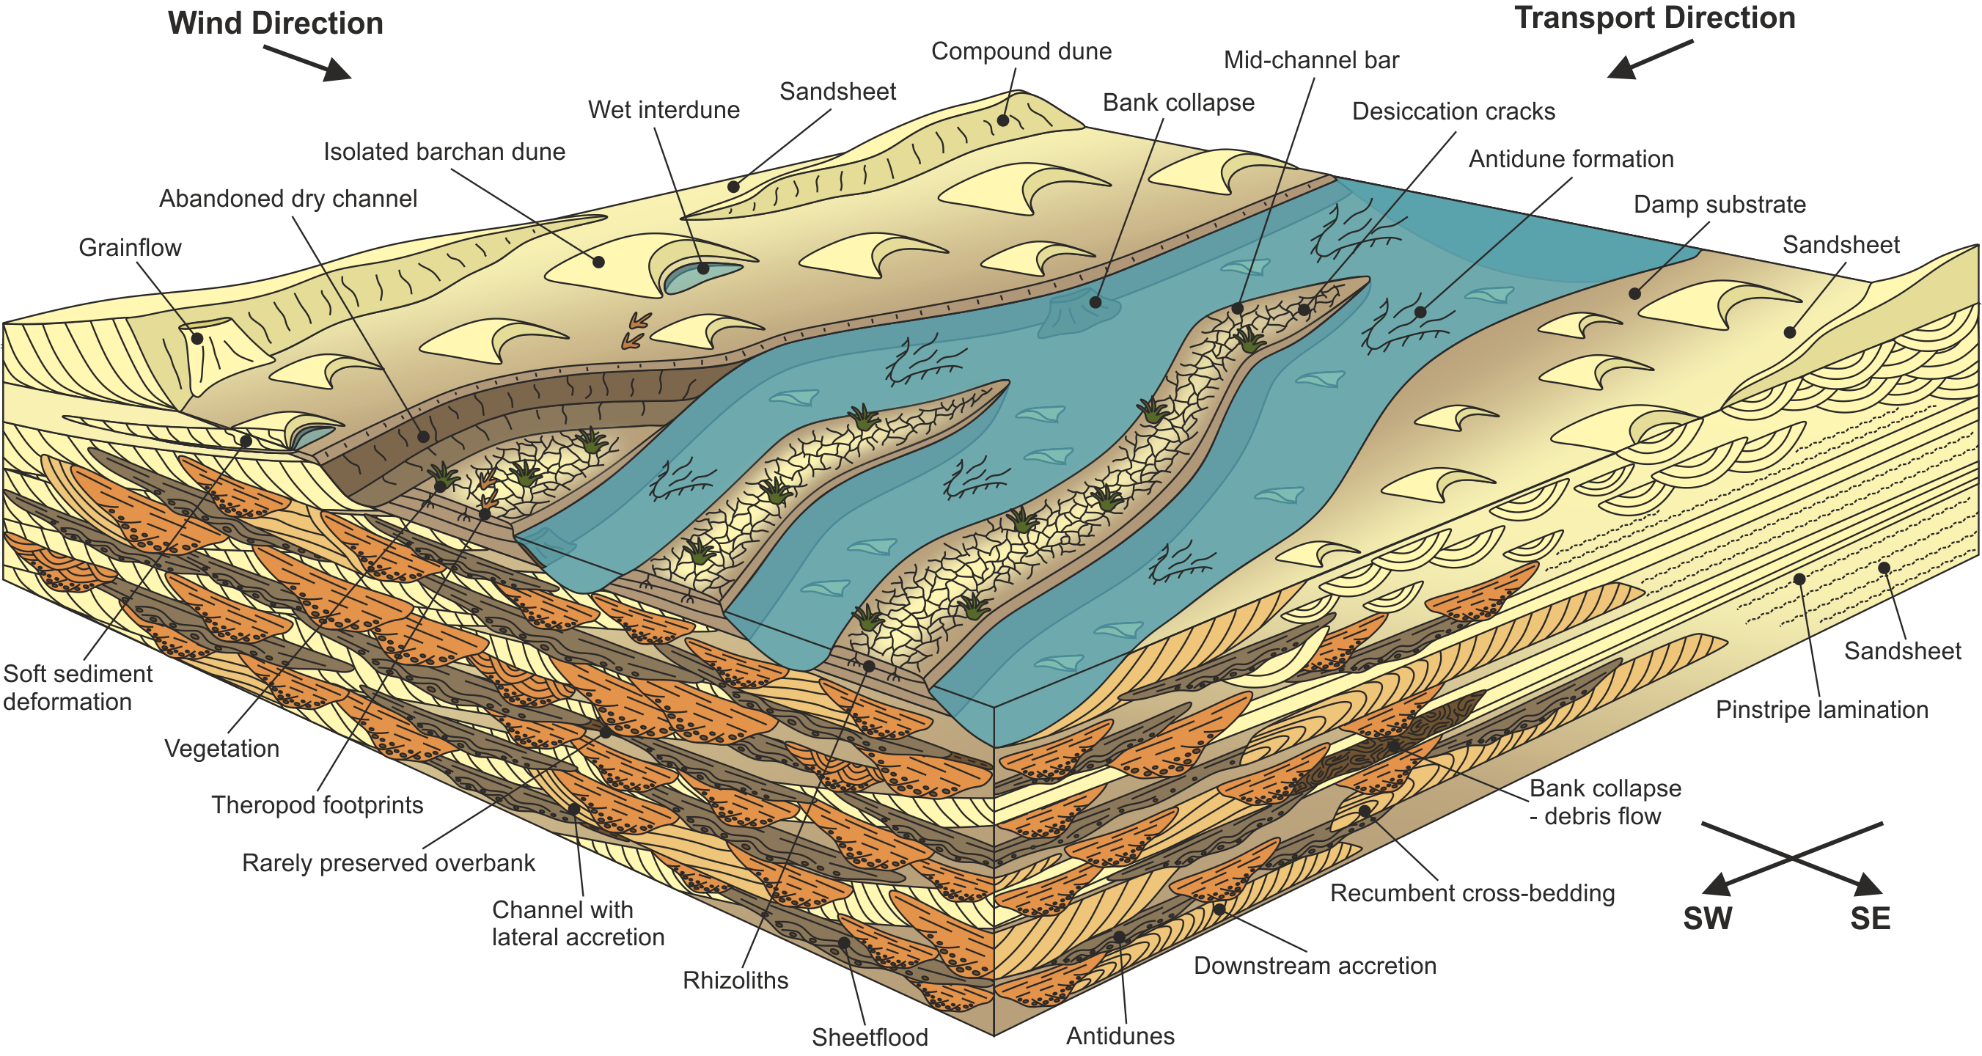 Wind Direction
Transport Direction
Compound dune
Mid-channel bar
Sandsheet
Bank collapse
Wet interdune
Desiccation cracks
Isolated barchan dune
Antidune formation
Abandoned dry channel
Damp substrate
Grainflow
Sandsheet
Soft sediment
deformation
Vegetation
Theropod footprints
Rarely preserved overbank
Channel with
lateral accretion
Rhizoliths
Sheetflood
Antidunes
Downstream accretion
Recumbent cross-bedding
Bank collapse
- debris flow
Pinstripe lamination
Sandsheet
SW
SE